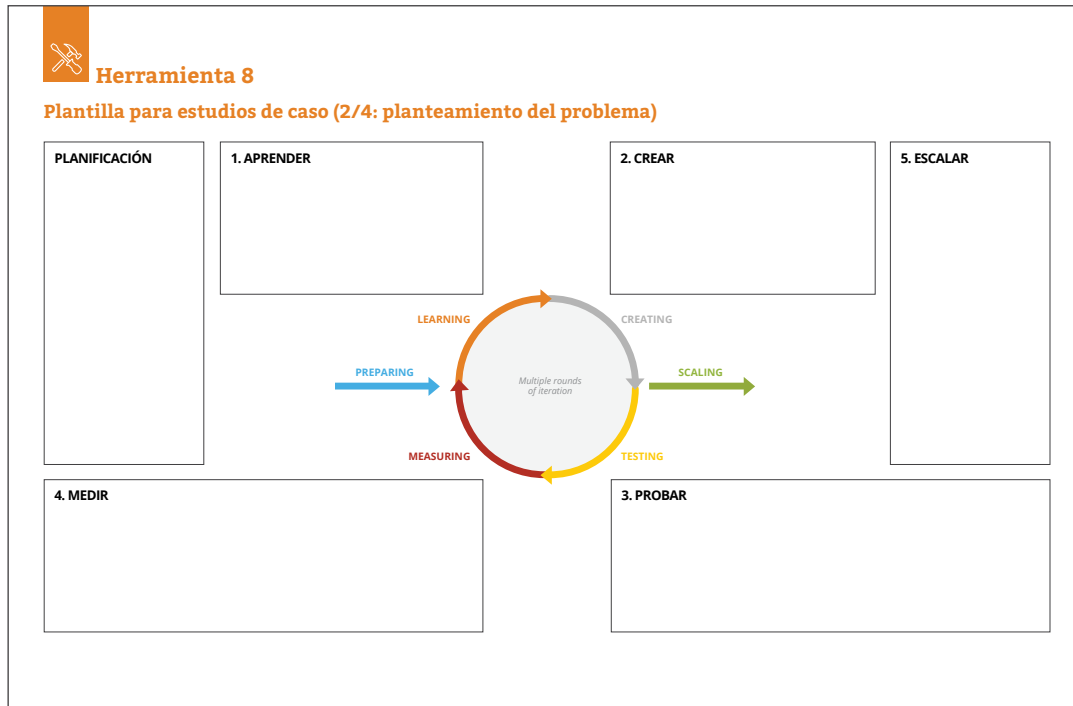 Herramienta 8
Plantilla para estudios de caso (2/4: planteamiento del problema)
PLANIFICACIÓN
1. APRENDER
2. CREAR
5. ESCALAR
LEARNING
CREATING
PREPARING
Multiple rounds
of iteration
SCALING
MEASURING
TESTING
4. MEDIR
3. PROBAR